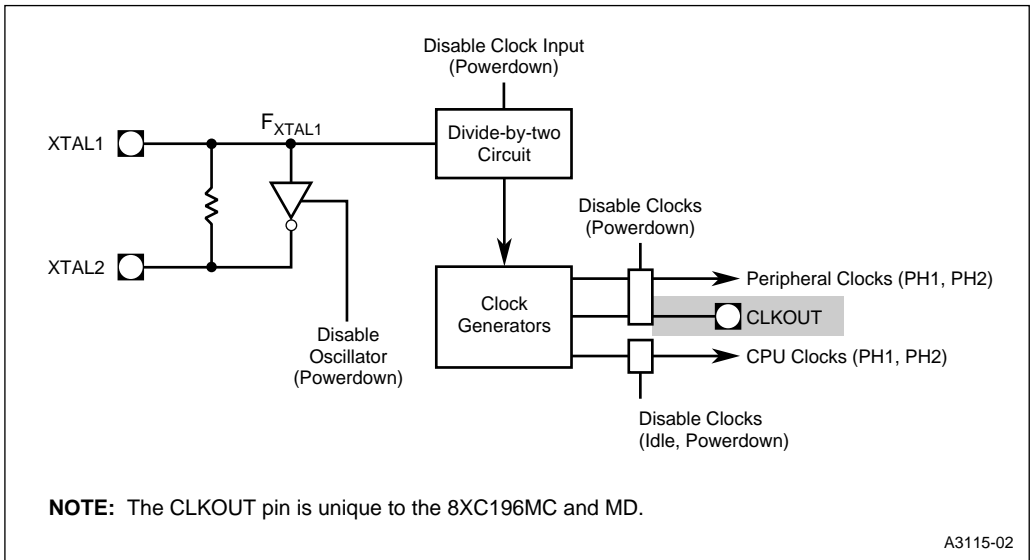 Disable Clock Input
(Powerdown)
XTAL1
FXTAL1
Divide-by-two
Circuit
Disable Clocks
(Powerdown)
XTAL2
Peripheral Clocks (PH1, PH2)
Clock
Generators
CLKOUT
Disable
Oscillator
(Powerdown)
CPU Clocks (PH1, PH2)
Disable Clocks
(Idle, Powerdown)
NOTE: The CLKOUT pin is unique to the 8XC196MC and MD.
A3115-02